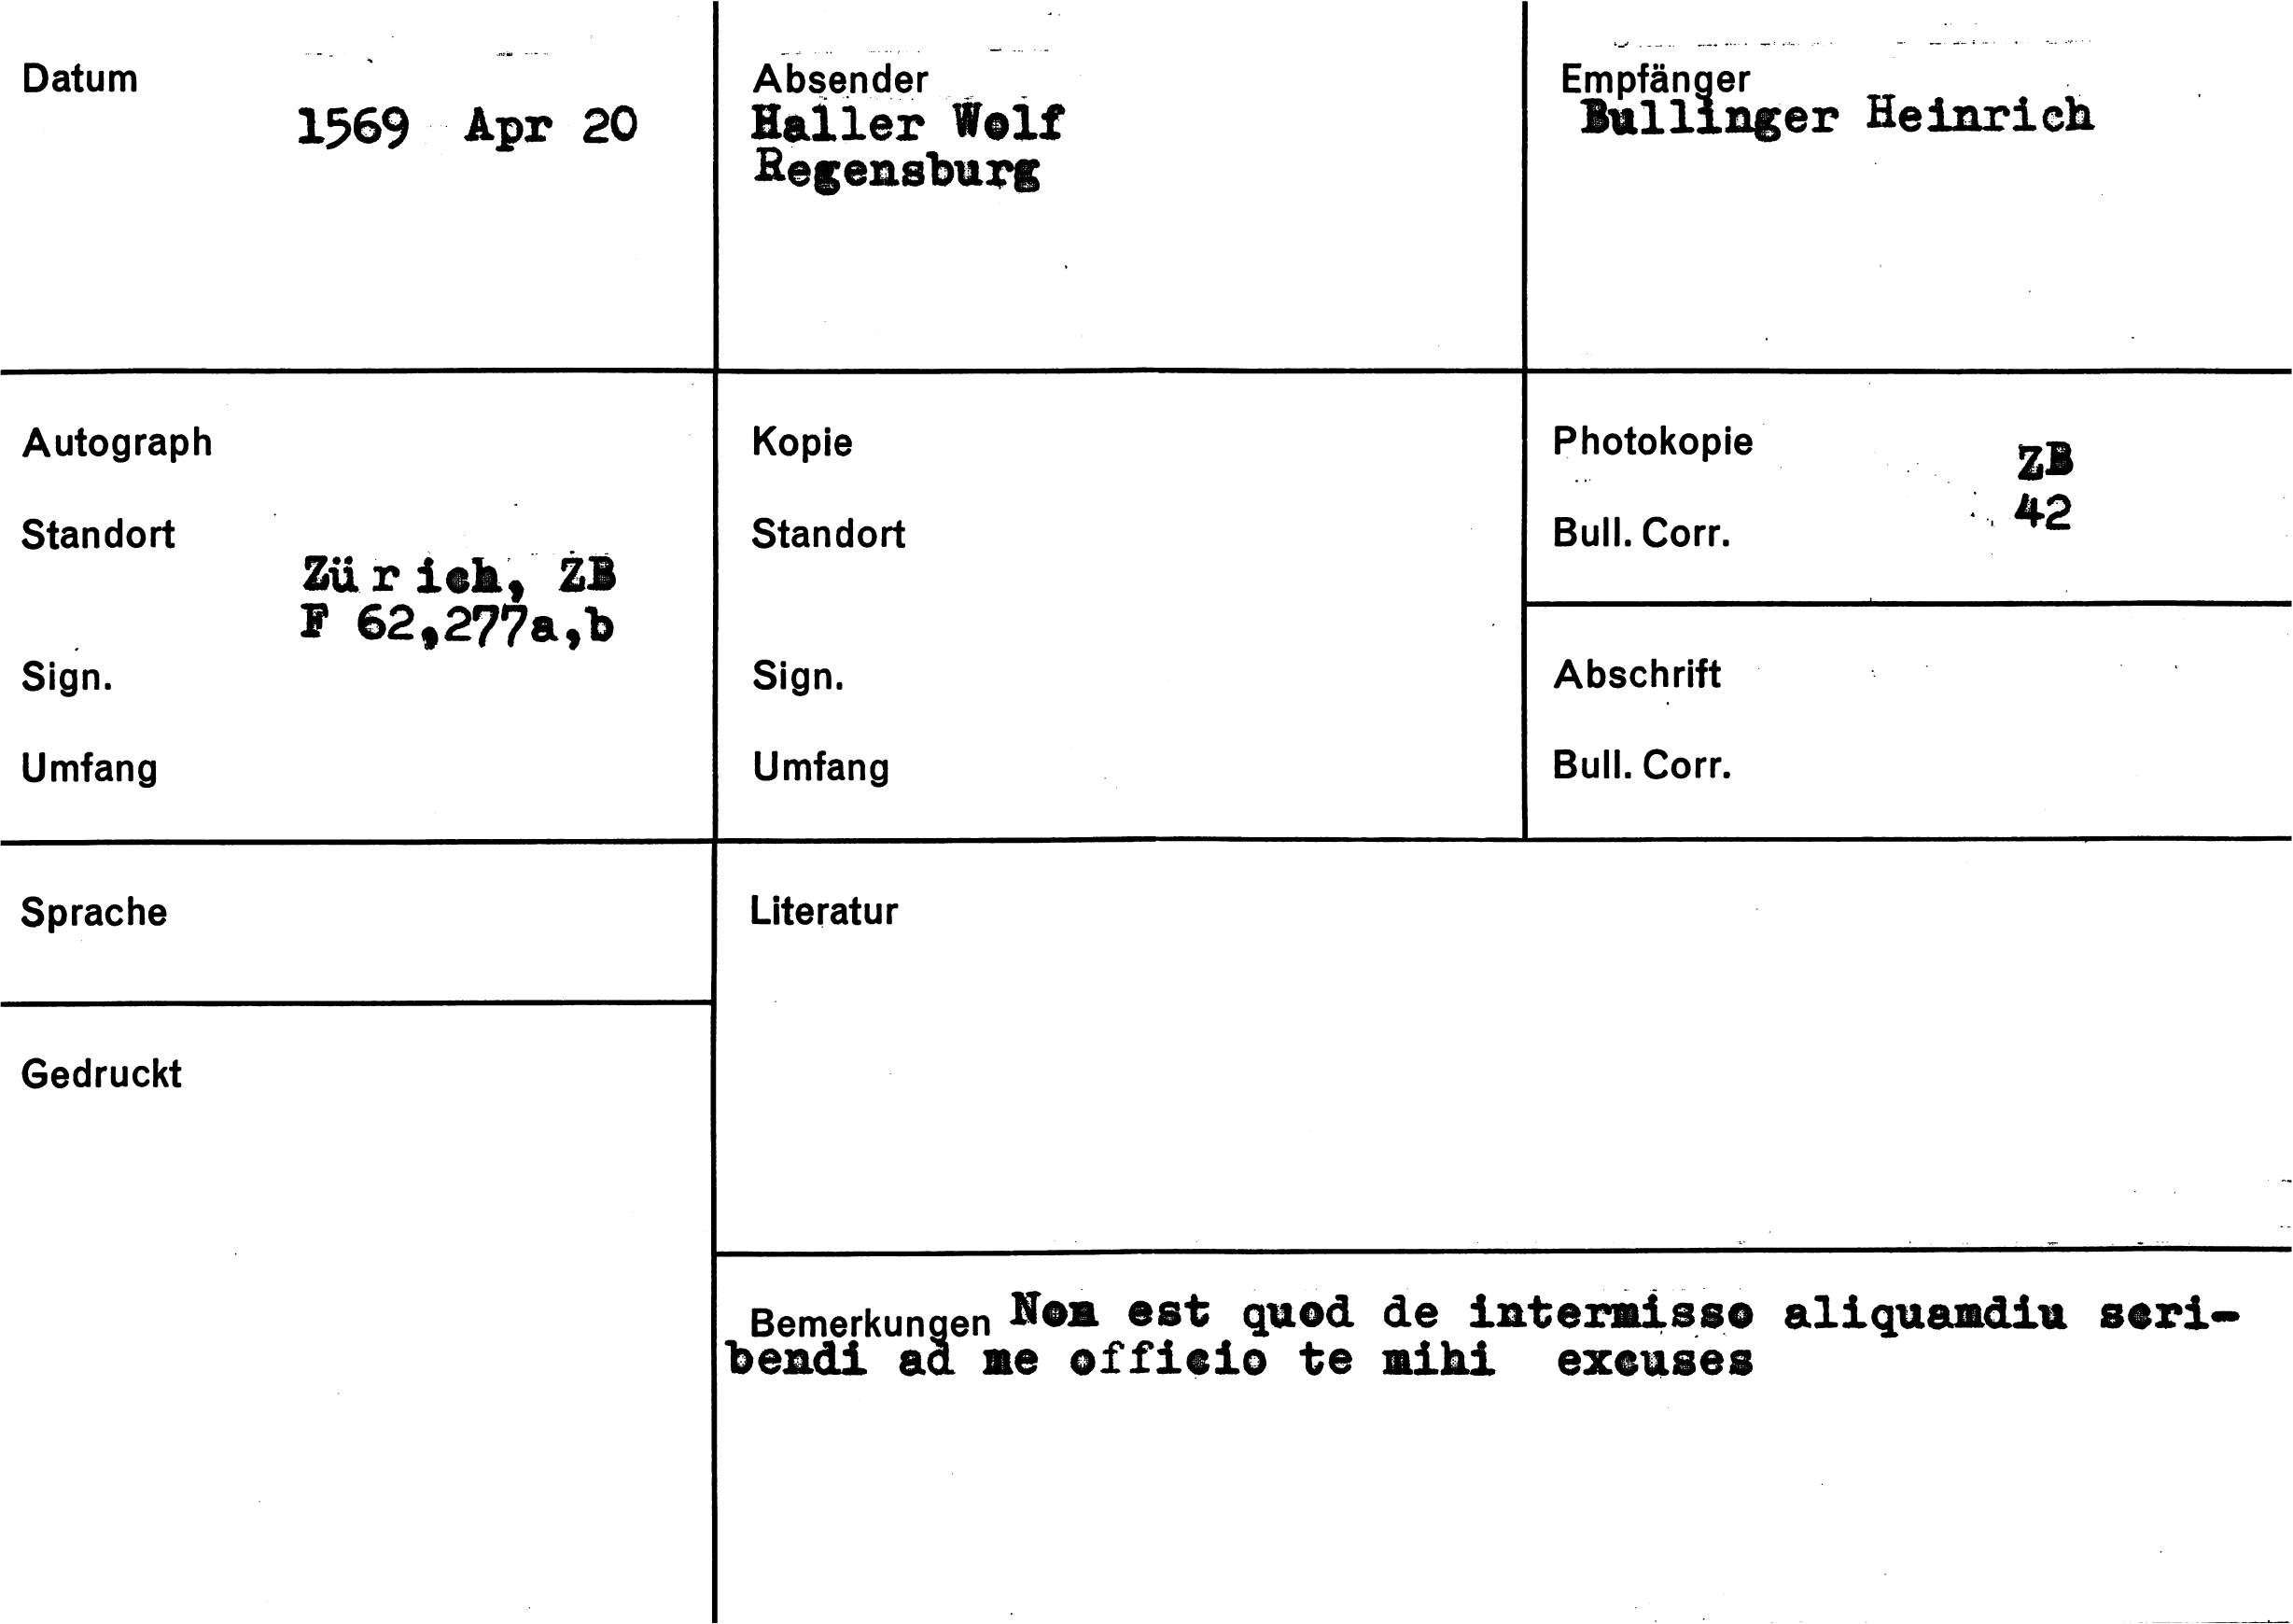 Datum
1569 Apr 20
Absender
Haller Wolf
Regensburg
Empfänger
Bullinger Heinrich
Autograph
Standort
Zürich, ZB
F 62,277a,b
Sign.
Umfang
Kopie
Standort
Sign.
Umfang
Photokopie ZB
Bull. Corr. 42
Abschrift
Bull. Corr.
Sprache
Gedruckt
Literatur
Bemerkungen Non est quod de intermisso aliquamdiu scri-
bendi ad me officio te mihi excuses